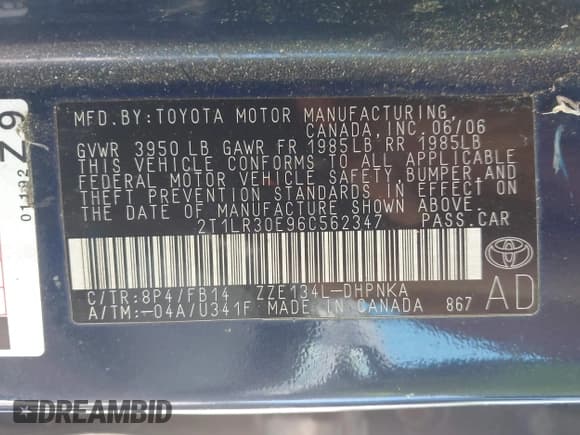 MFD.BY:TOYOTA MOTOR MANUFACTURING,
CANADA, INC. 06/06
GVWR 3950 LB GAWR FR 1985LB RR 1985LB
THIS VEHICLE CONFORMS TO ALL APPLICABLE
FEDERAL MOTOR VEHICLE SAFETY, BUMPER, AND
THEFT PREVENTION STANDARDS IN EFFECT ON
THE DATE OF MANUFACTURE SHOWN ABOVE.
2T1LR30E96C562347 PASS.CAR
C/TR:8P4/FB14 ZZE134L-DHPNKA
A/TM:-04A/U341F MADE IN CANADA 867
AD
TOYOTA
Z9
01192
DREAMBID